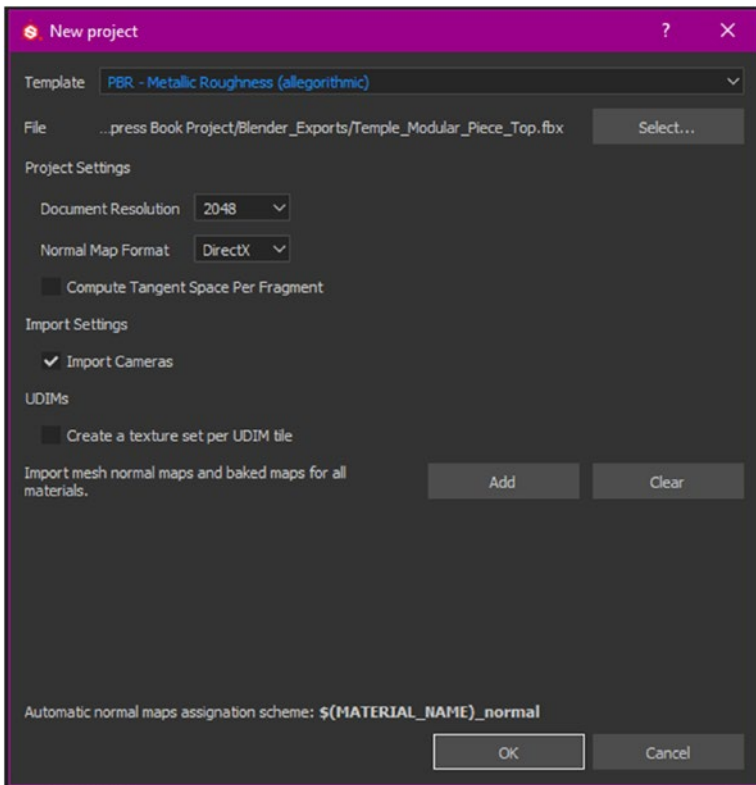 New project
Template PBR - Metallic Roughness (allegorithmic)
File ...press Book Project/Blender_Exports/Temple_Modular_Piece_Top.fbx Select...
Project Settings
Document Resolution 2048
Normal Map Format DirectX
Compute Tangent Space Per Fragment
Import Settings
Import Cameras
UDIMs
Create a texture set per UDIM tile
Import mesh normal maps and baked maps for all
materials.
Add Clear
Automatic normal maps assignation scheme: $(MATERIAL_NAME)_normal
OK Cancel